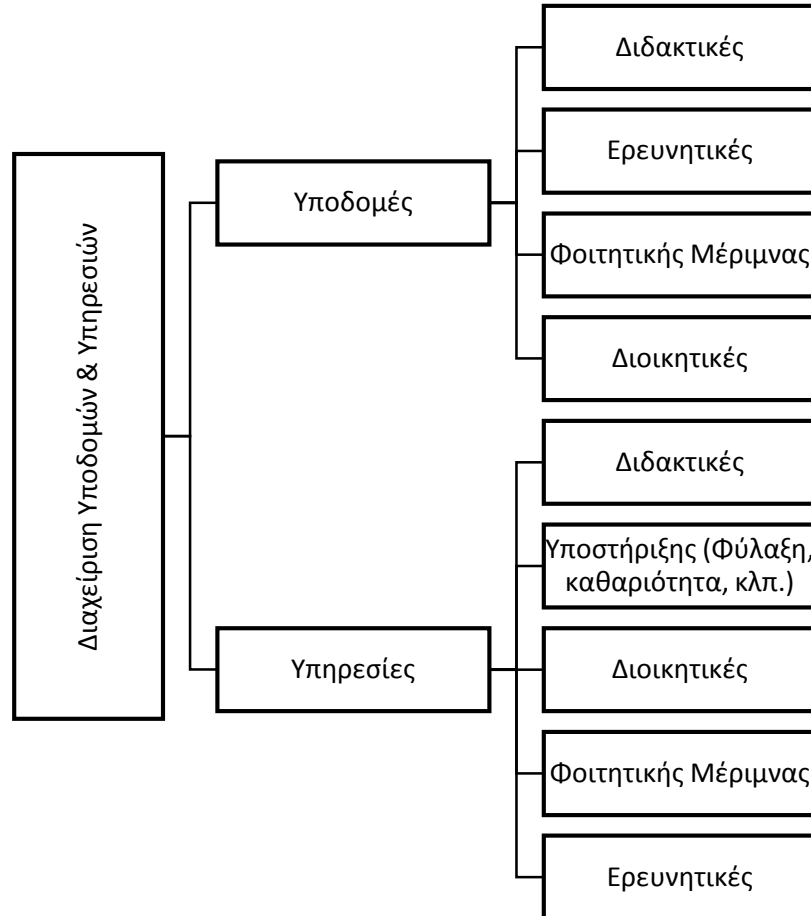 Διαχείριση Υποδομών & Υπηρεσιών
Υποδομές
Διδακτικές
Ερευνητικές
Φοιτητικής Μέριμνας
Διοικητικές
Υπηρεσίες
Διδακτικές
Υποστήριξης (Φύλαξη,
καθαριότητα, κλπ.)
Διοικητικές
Φοιτητικής Μέριμνας
Ερευνητικές